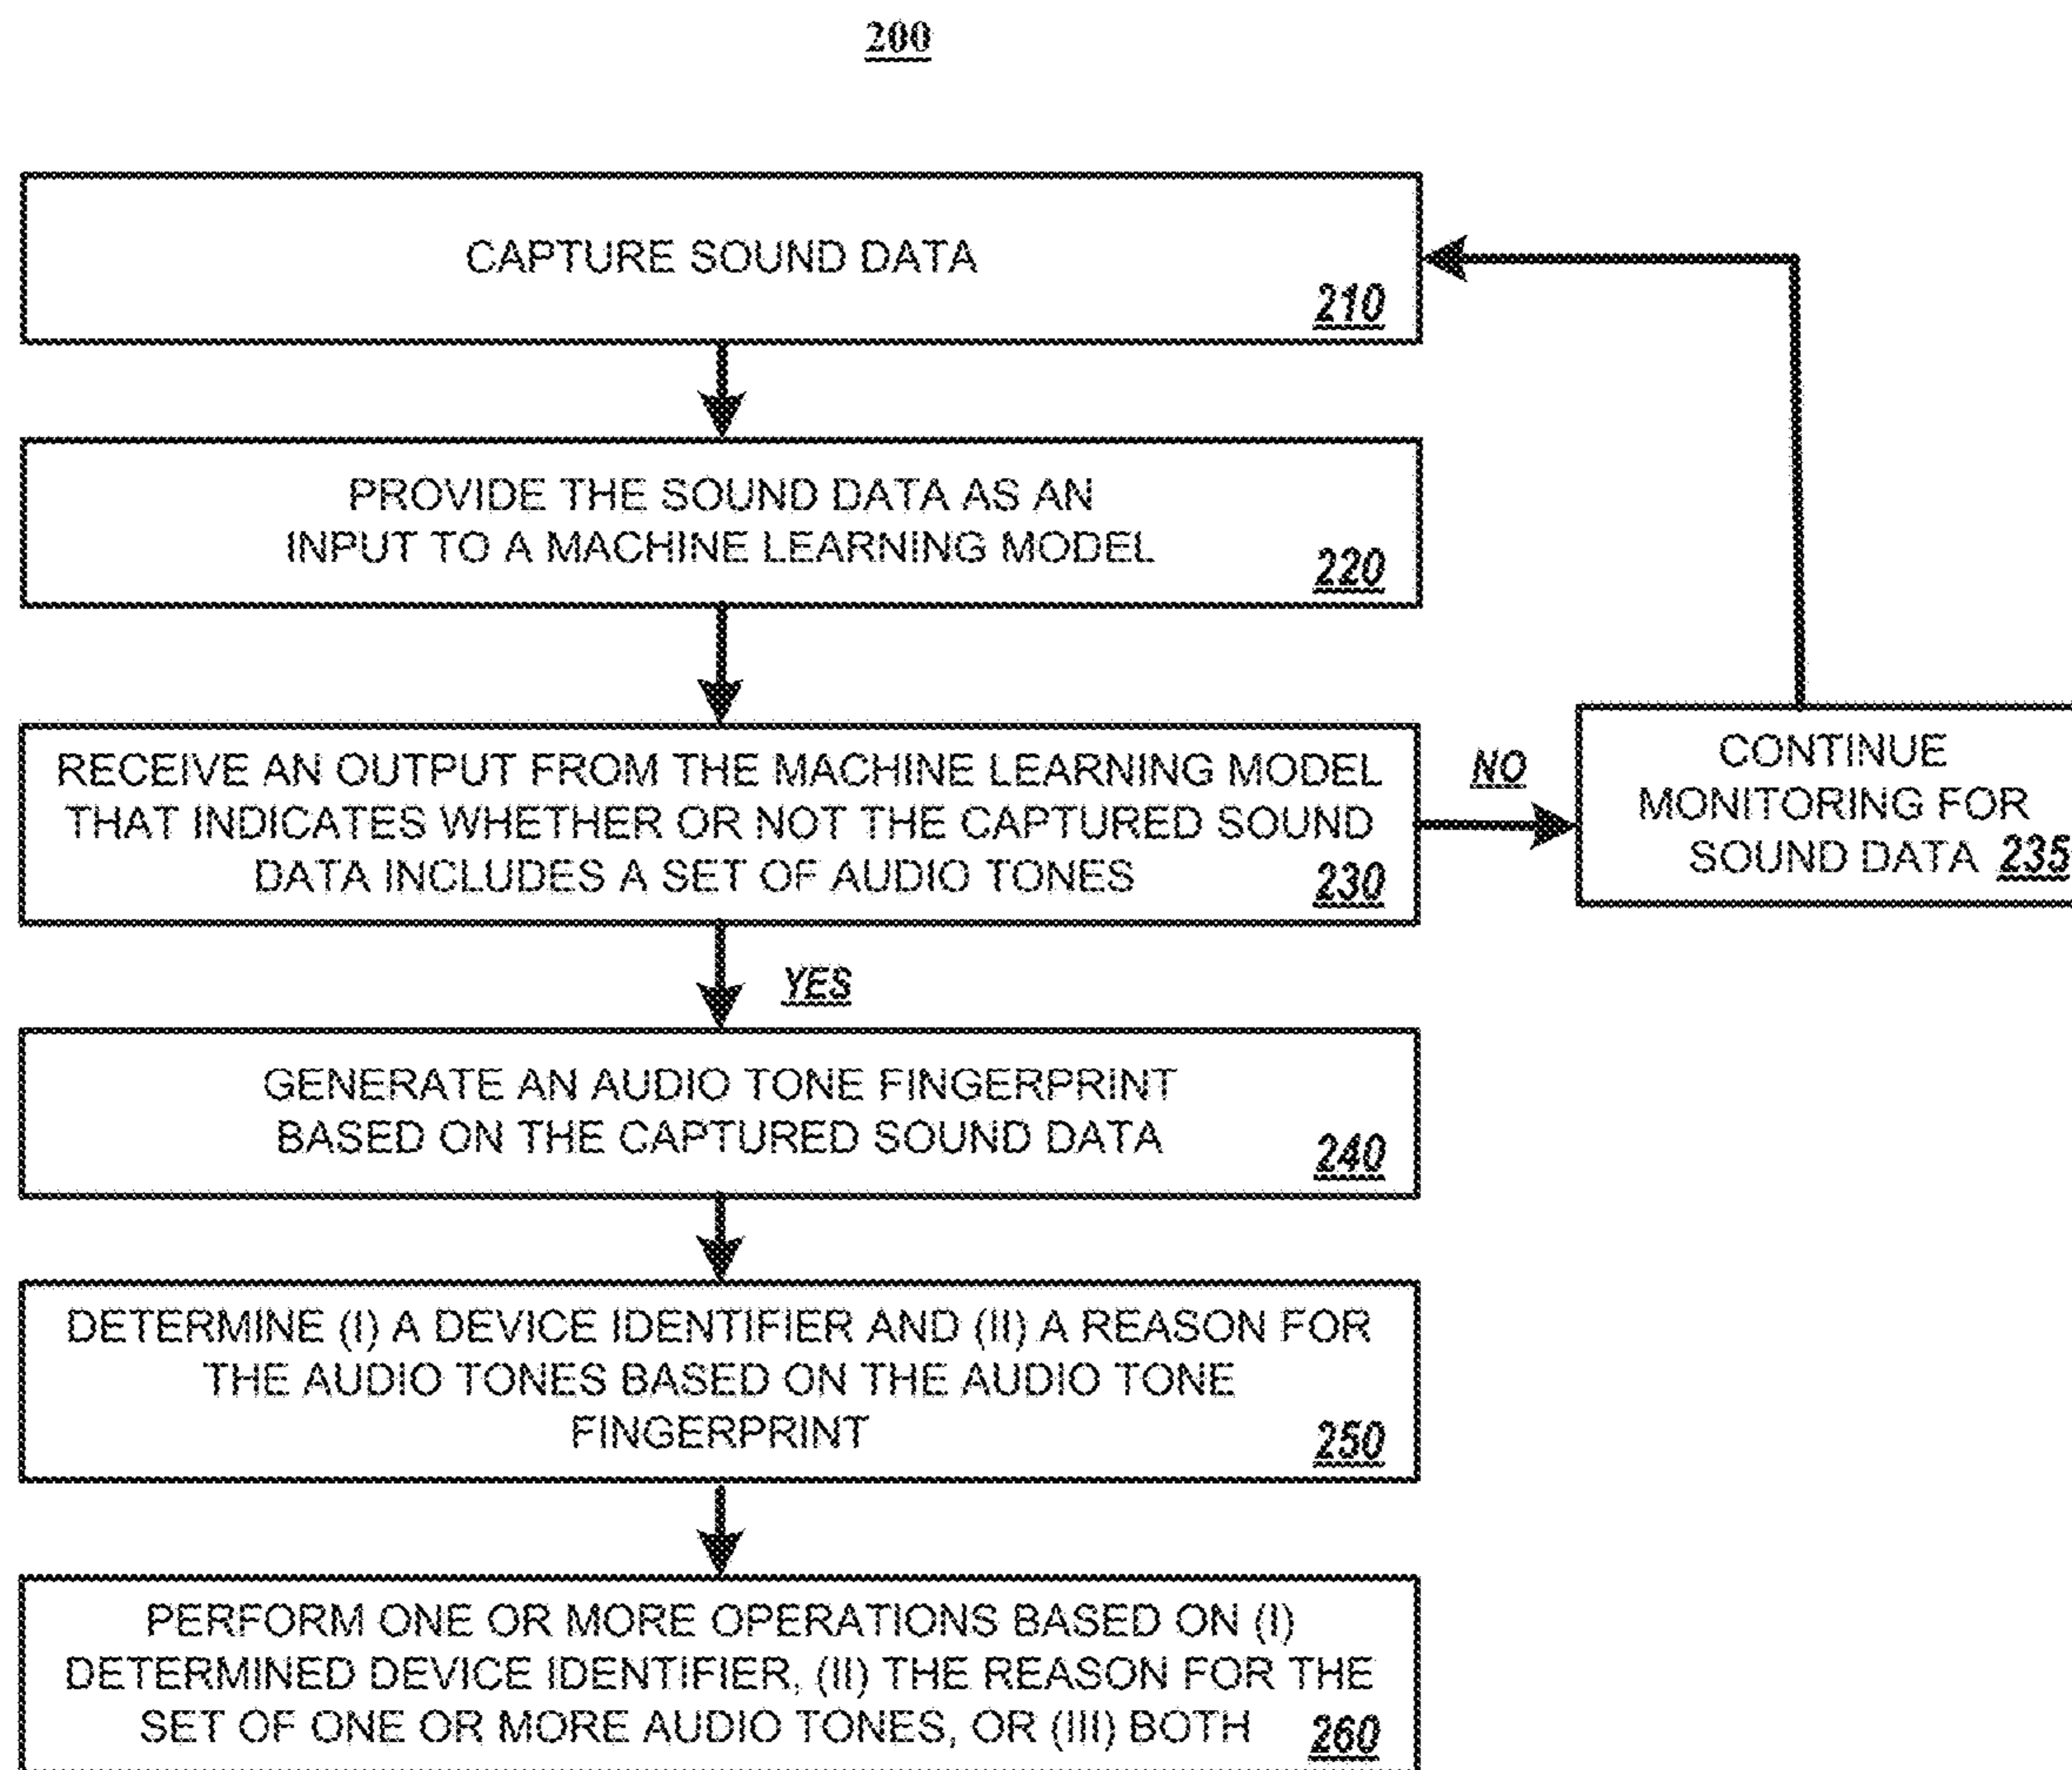 200
CAPTURE SOUND DATA
210
PROVIDE THE SOUND DATA AS AN
INPUT TO A MACHINE LEARNING MODEL
220
RECEIVE AN OUTPUT FROM THE MACHINE LEARNING MODEL
THAT INDICATES WHETHER OR NOT THE CAPTURED SOUND
DATA INCLUDES A SET OF AUDIO TONES
230
NO
CONTINUE
MONITORING FOR
SOUND DATA 235
YES
GENERATE AN AUDIO TONE FINGERPRINT
BASED ON THE CAPTURED SOUND DATA
240
DETERMINE (I) A DEVICE IDENTIFIER AND (II) A REASON FOR
THE AUDIO TONES BASED ON THE AUDIO TONE
FINGERPRINT
250
PERFORM ONE OR MORE OPERATIONS BASED ON (I)
DETERMINED DEVICE IDENTIFIER, (II) THE REASON FOR THE
SET OF ONE OR MORE AUDIO TONES, OR (III) BOTH
260